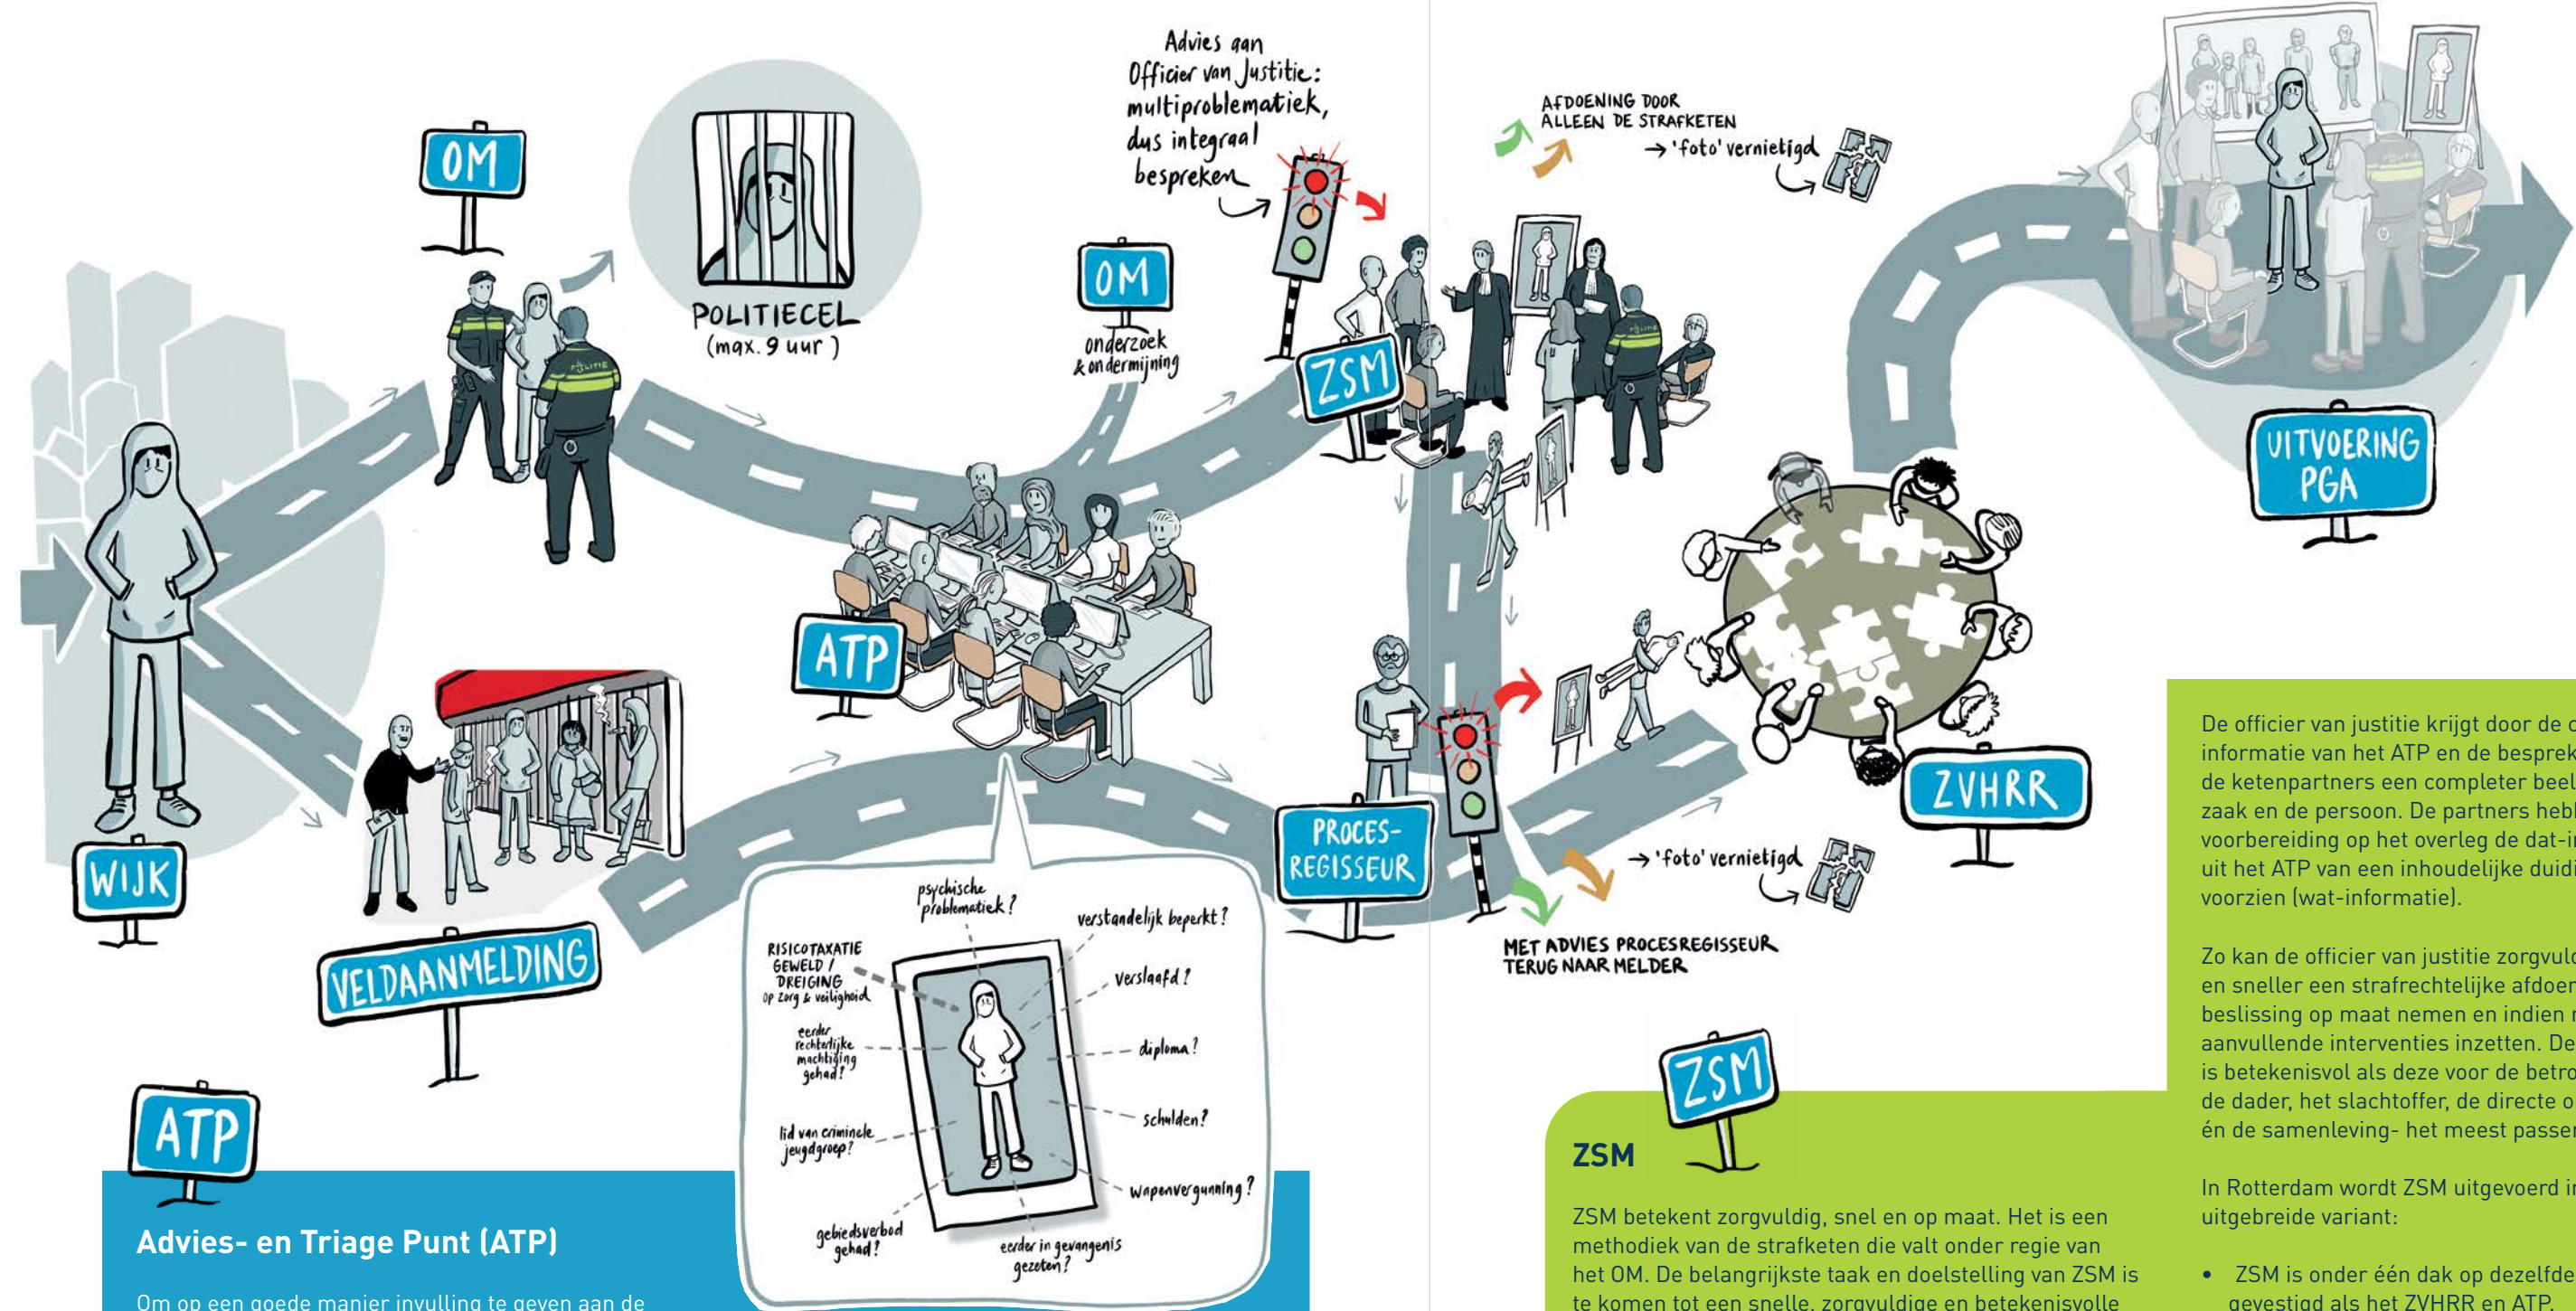 Advies aan
Officier van Justitie:
multiproblematiek,
dus integraal
bespreken
AFDOENING DOOR
ALLEEN DE STRAFKETEN
→ 'foto' vernietigd
OM
POLITIECEL
(max. 9 uur)
OM
onderzoek
& ondermijning
ZSM
POLITIE
POLITIE
UITVOERING
PGA
ATP
WIJK
VELDAANMELDING
PROCES-
REGISSEUR
ZVHRR
→ 'foto' vernietigd
MET ADVIES PROCESREGISSEUR
TERUG NAAR MELDER
psychische
problematiek?
verstandelijk beperkt?
RISICOTAXATIE
GEWELD /
DREIGING
op zorg & veiligheid
verslaafd?
eerder
rechterlijke
machtiging
gehad?
diploma?
lid van criminele
jeugdgroep?
schulden?
wapenvergunning?
gebiedsverbod
gehad?
eerder in gevangenis
gezeten?
ATP
Advies- en Triage Punt (ATP)
Om op een goede manier invulling te geven aan de
ZSM
ZSM
ZSM betekent zorgvuldig, snel en op maat. Het is een
methodiek van de strafketen die valt onder regie van
het OM. De belangrijkste taak en doelstelling van ZSM is
te komen tot een snelle, zorgvuldige en betekenisvolle
De officier van justitie krijgt door de
informatie van het ATP en de
de ketenpartners een completer
zaak en de persoon. De partners
voorbereiding op het overleg de
uit het ATP van een inhoudelijke
voorzien (wat-informatie).
Zo kan de officier van justitie
en sneller een strafrechtelijke
beslissing op maat nemen en indien
aanvullende interventies inzetten.
is betekenisvol als deze voor de
de dader, het slachtoffer, de directe
én de samenleving- het meest
In Rotterdam wordt ZSM uitgevoerd
uitgebreide variant:
• ZSM is onder één dak op dezelfde
gevestigd als het ZVHRR en ATP.